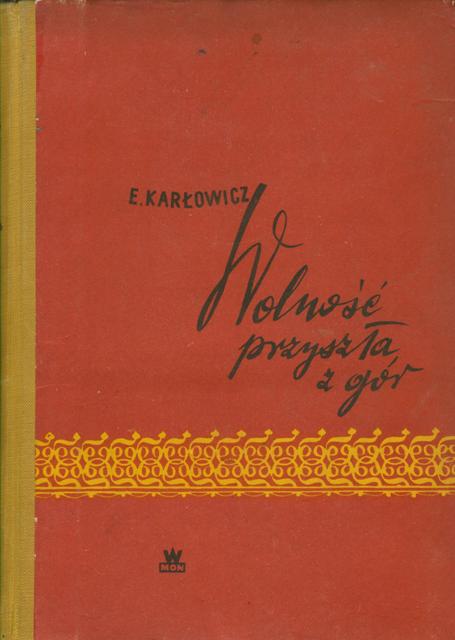 E. KARŁOWICZ
Wolność
przyszła
z gór
W
MON